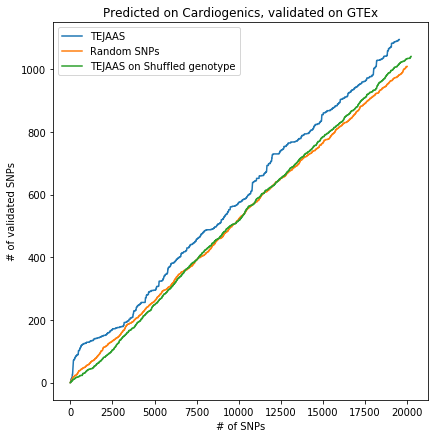 Predicted on Cardiogenics, validated on GTEx
TEJAAS
Random SNPs
TEJAAS on Shuffled genotype
# of validated SNPs
1000
800
600
400
200
0
0 2500 5000 7500 10000 12500 15000 17500 20000
# of SNPs